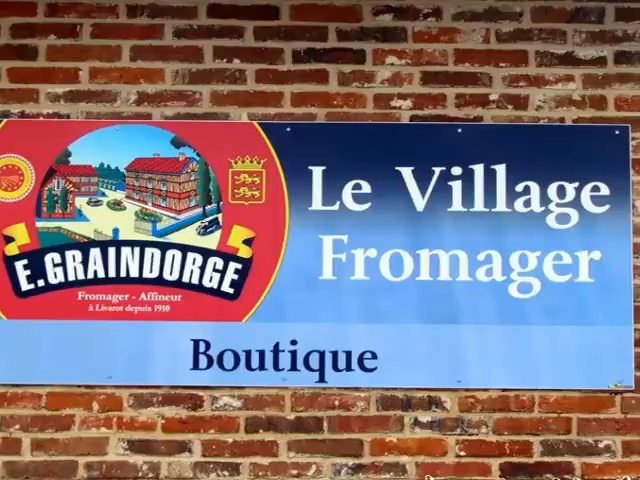 E. GRAINDORGE
Fromager - Affineur
à Livarot depuis 1910
Le Village
Fromager
Boutique